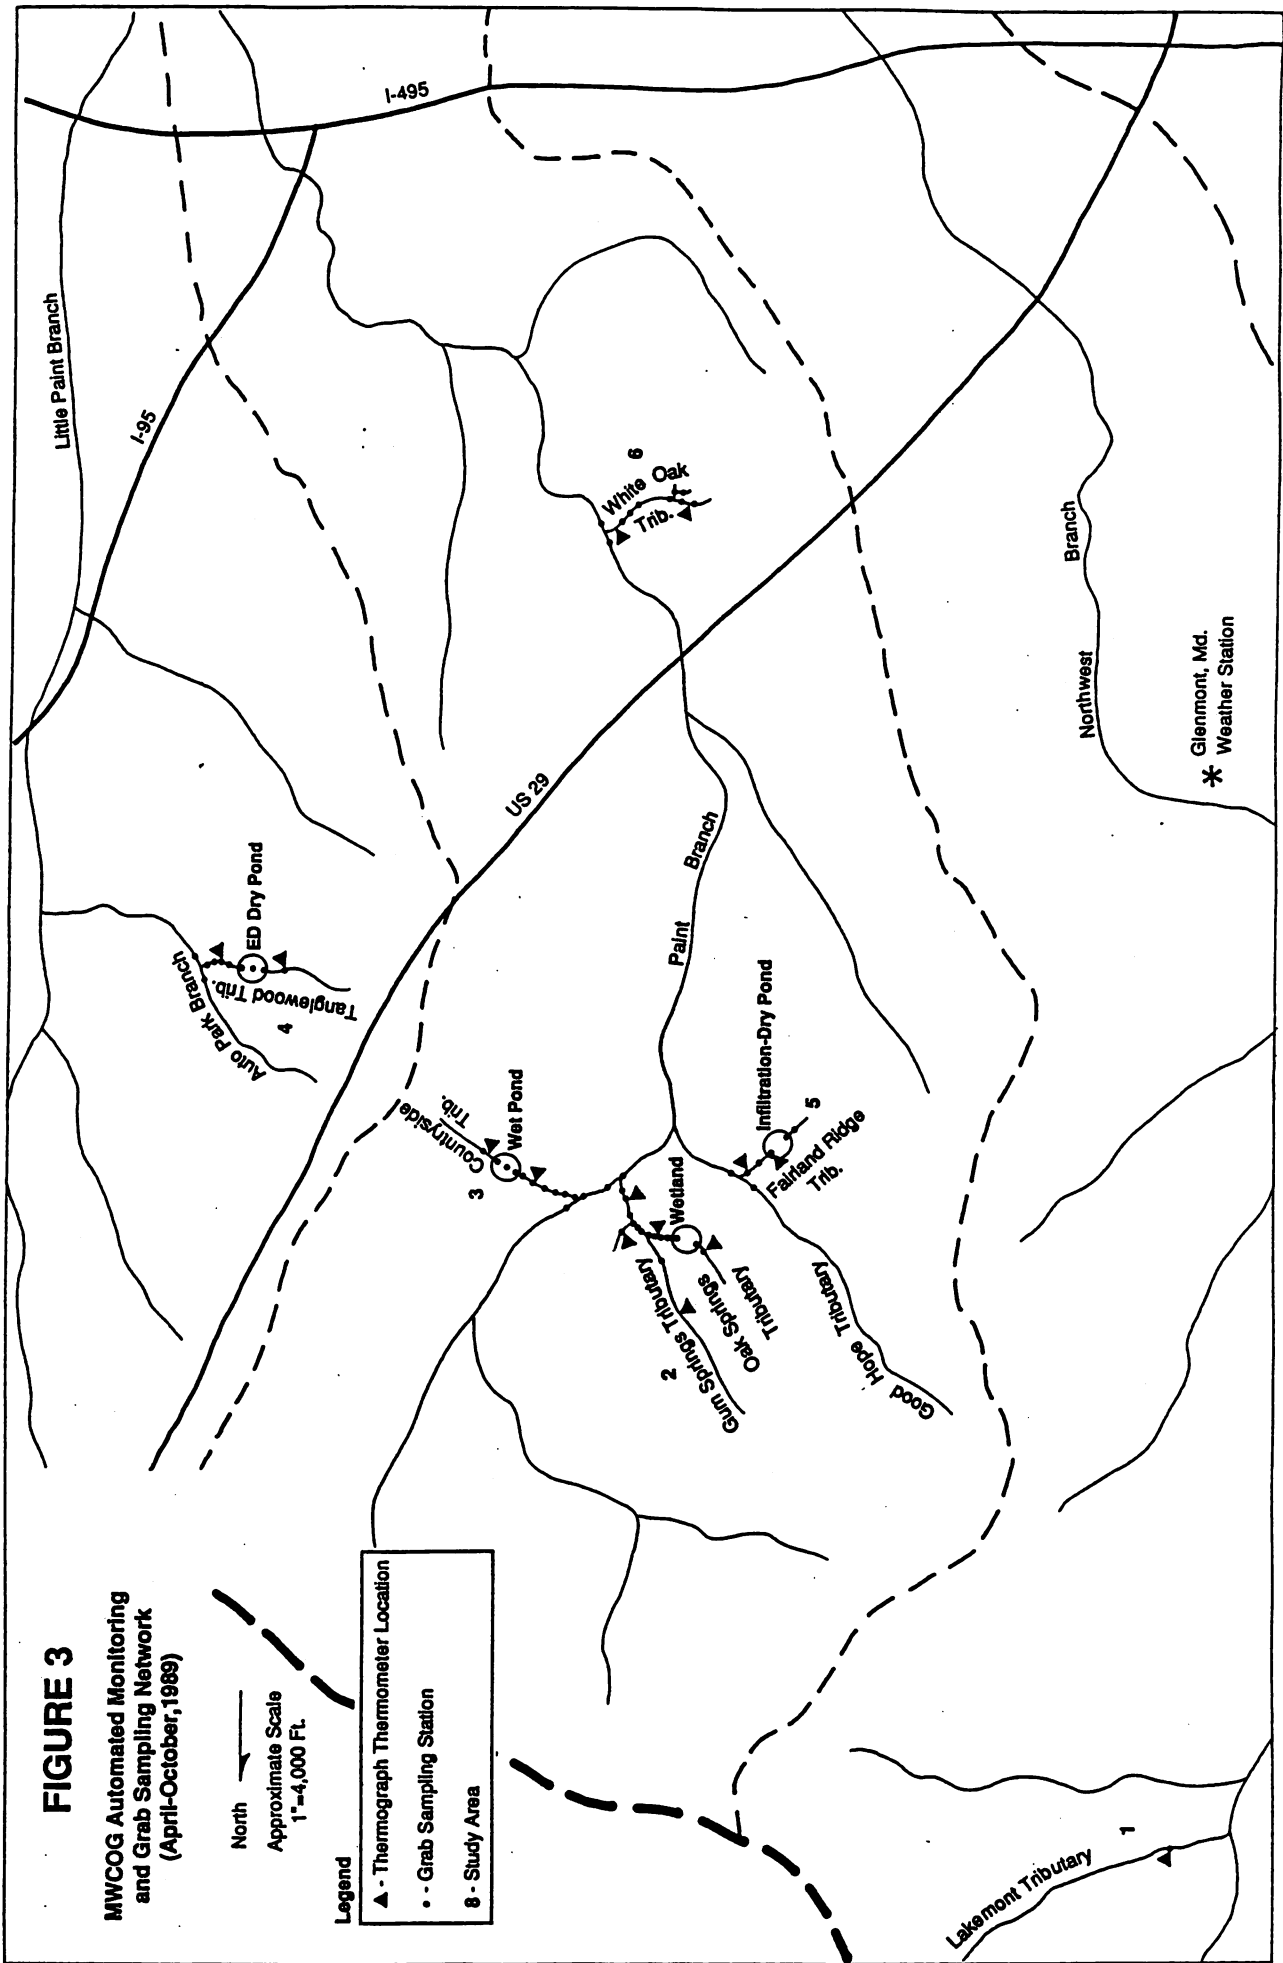 FIGURE 3
MWCOG Automated Monitoring
and Grab Sampling Network
(April-October,1989)
North
Approximate Scale
1"=4,000 Ft.
Legend
▲ - Thermograph Thermometer Location
• - Grab Sampling Station
8 - Study Area
Little Paint Branch
I-95
I-495
US 29
Auto Park Branch
Tanglewood Trib.
4
ED Dry Pond
Countryside
Trib.
3
Wet Pond
Wetland
Gum Springs Tributary
2
Oak Springs
Tributary
Infiltration-Dry Pond
5
Fairland Ridge
Trib.
Good Hope Tributary
Paint Branch
White Oak
Trib.
6
Northwest Branch
Glenmont, Md.
Weather Station
Lakemont Tributary
1